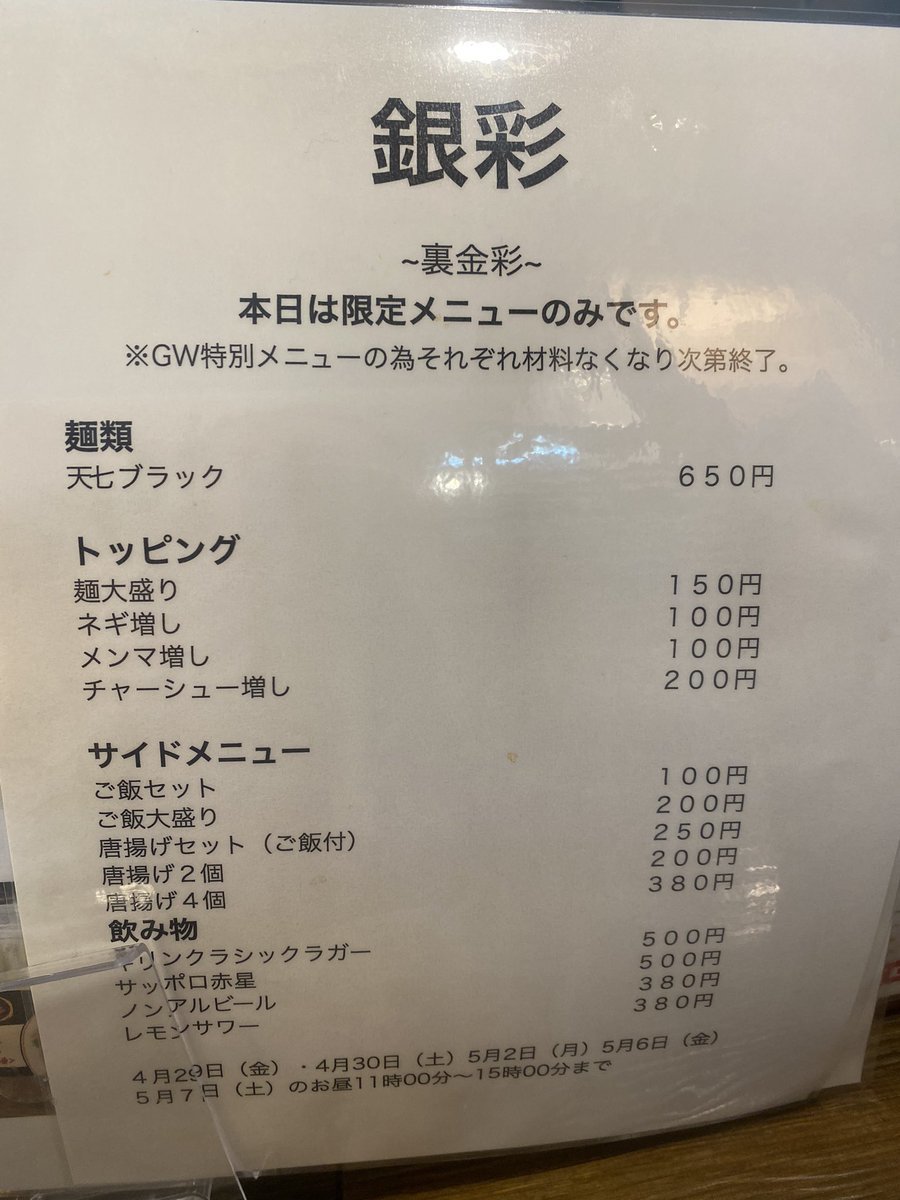 銀彩
~裏金彩~
本日は限定メニューのみです。
※GW特別メニューの為それぞれ材料なくなり次第終了。
麺類
天七ブラック ６５０円
トッピング
麺大盛り １５０円
ネギ増し １００円
メンマ増し １００円
チャーシュー増し ２００円
サイドメニュー
ご飯セット １００円
ご飯大盛り ２００円
唐揚げセット（ご飯付） ２５０円
唐揚げ２個 ２００円
唐揚げ４個 ３８０円
飲み物
キリンクラシックラガー ５００円
サッポロ赤星 ５００円
ノンアルビール ３８０円
レモンサワー ３８０円
４月29日（金）・4月30日（土）5月2日（月）5月6日（金）
５月７日（土）のお昼11時00分～15時00分まで